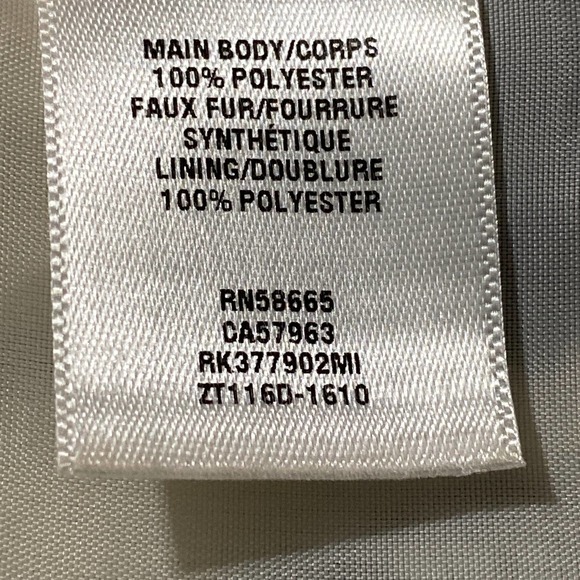 MAIN BODY/CORPS
100% POLYESTER
FAUX FUR/FOURRURE
SYNTHÉTIQUE
LINING/DOUBLURE
100% POLYESTER
RN58665
CA57963
RK377902MI
ZT116D-1610